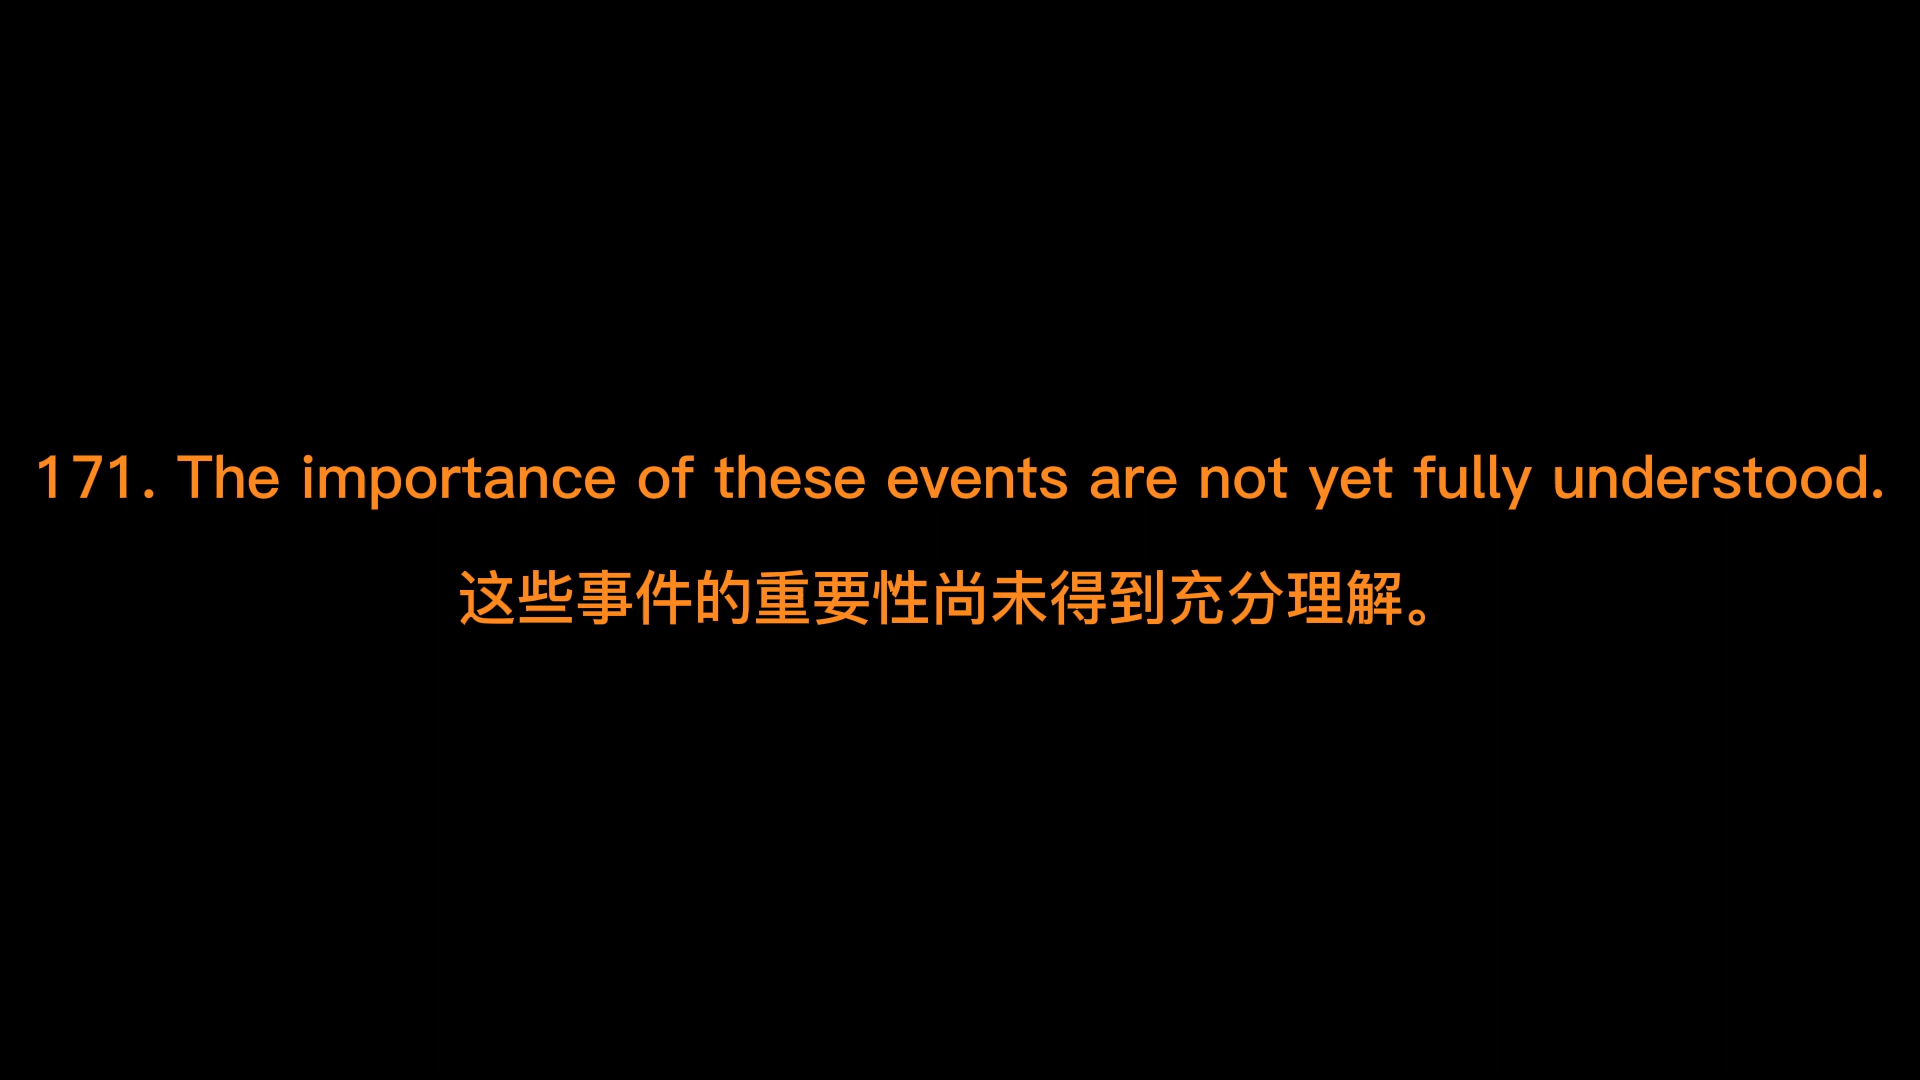 171. The importance of these events are not yet fully understood.
这些事件的重要性尚未得到充分理解。